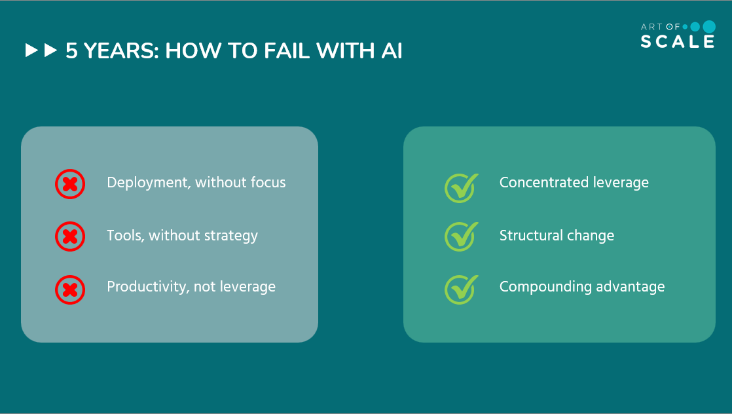 ART OF
SCALE
5 YEARS: HOW TO FAIL WITH AI
Deployment, without focus
Tools, without strategy
Productivity, not leverage
Concentrated leverage
Structural change
Compounding advantage